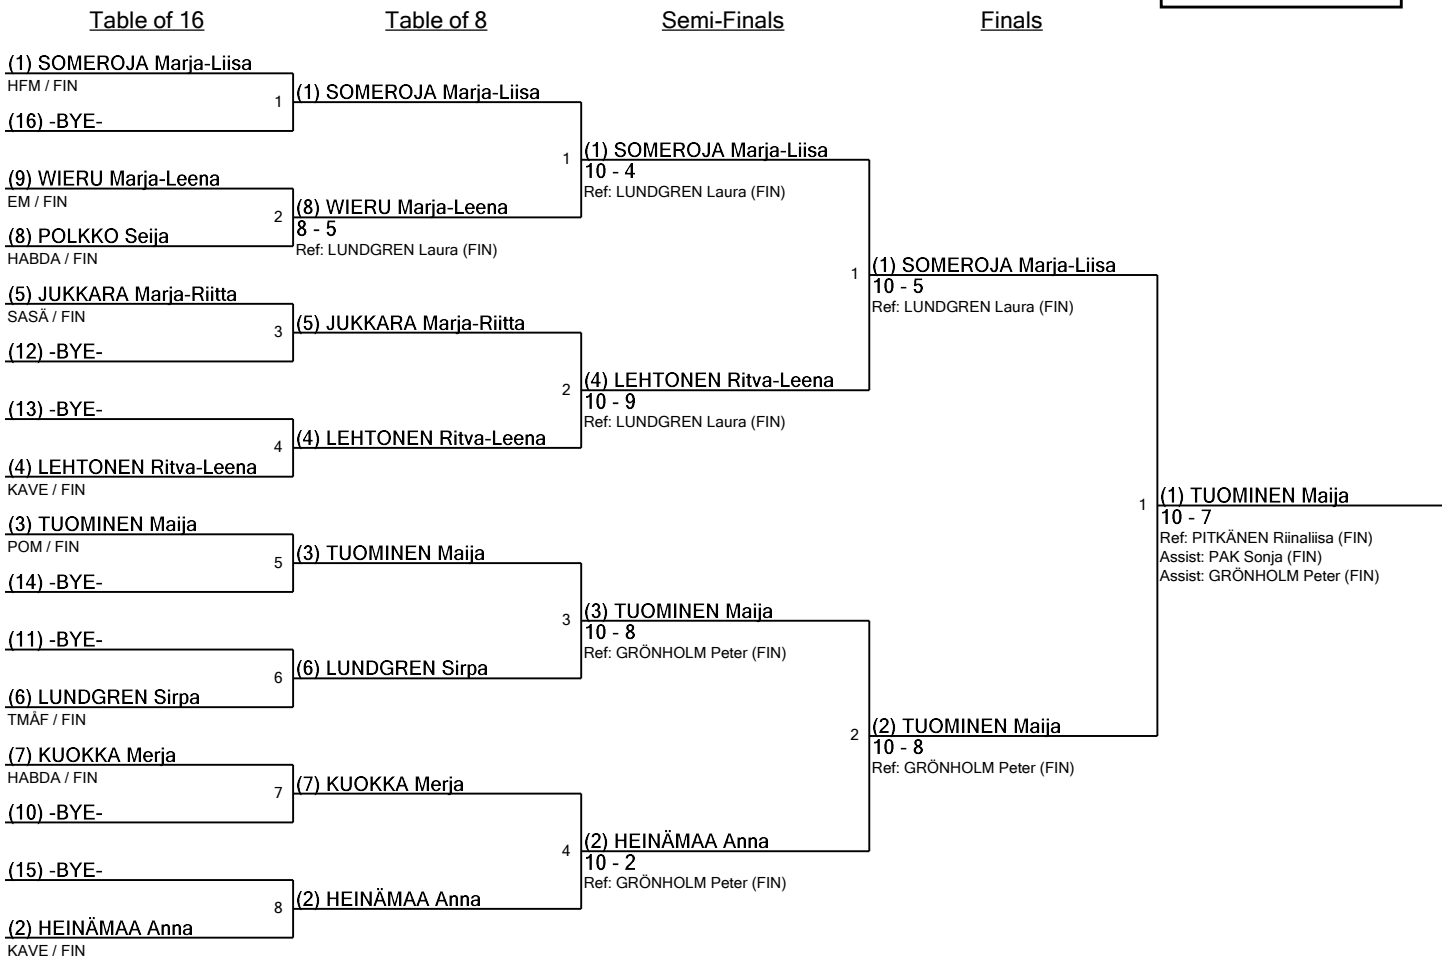 Table of 16
Table of 8
Semi-Finals
Finals
(1) SOMEROJA Marja-Liisa
HFM / FIN
1
(16) -BYE-
(9) WIERU Marja-Leena
EM / FIN
2
(8) POLKKO Seija
HABDA / FIN
(5) JUKKARA Marja-Riitta
SASÄ / FIN
3
(12) -BYE-
(13) -BYE-
4
(4) LEHTONEN Ritva-Leena
KAVE / FIN
(3) TUOMINEN Maija
POM / FIN
5
(14) -BYE-
(11) -BYE-
6
(6) LUNDGREN Sirpa
TMÅF / FIN
(7) KUOKKA Merja
HABDA / FIN
7
(10) -BYE-
(15) -BYE-
8
(2) HEINÄMAA Anna
KAVE / FIN
(1) SOMEROJA Marja-Liisa
1
(8) WIERU Marja-Leena
8 - 5
Ref: LUNDGREN Laura (FIN)
(5) JUKKARA Marja-Riitta
2
(4) LEHTONEN Ritva-Leena
(3) TUOMINEN Maija
3
(6) LUNDGREN Sirpa
(7) KUOKKA Merja
4
(2) HEINÄMAA Anna
(1) SOMEROJA Marja-Liisa
10 - 4
Ref: LUNDGREN Laura (FIN)
1
(4) LEHTONEN Ritva-Leena
10 - 9
Ref: LUNDGREN Laura (FIN)
(3) TUOMINEN Maija
10 - 8
Ref: GRÖNHOLM Peter (FIN)
2
(2) HEINÄMAA Anna
10 - 2
Ref: GRÖNHOLM Peter (FIN)
(1) SOMEROJA Marja-Liisa
10 - 5
Ref: LUNDGREN Laura (FIN)
1
(2) TUOMINEN Maija
10 - 8
Ref: GRÖNHOLM Peter (FIN)
(1) TUOMINEN Maija
10 - 7
Ref: PITKÄNEN Riinaliisa (FIN)
Assist: PAK Sonja (FIN)
Assist: GRÖNHOLM Peter (FIN)